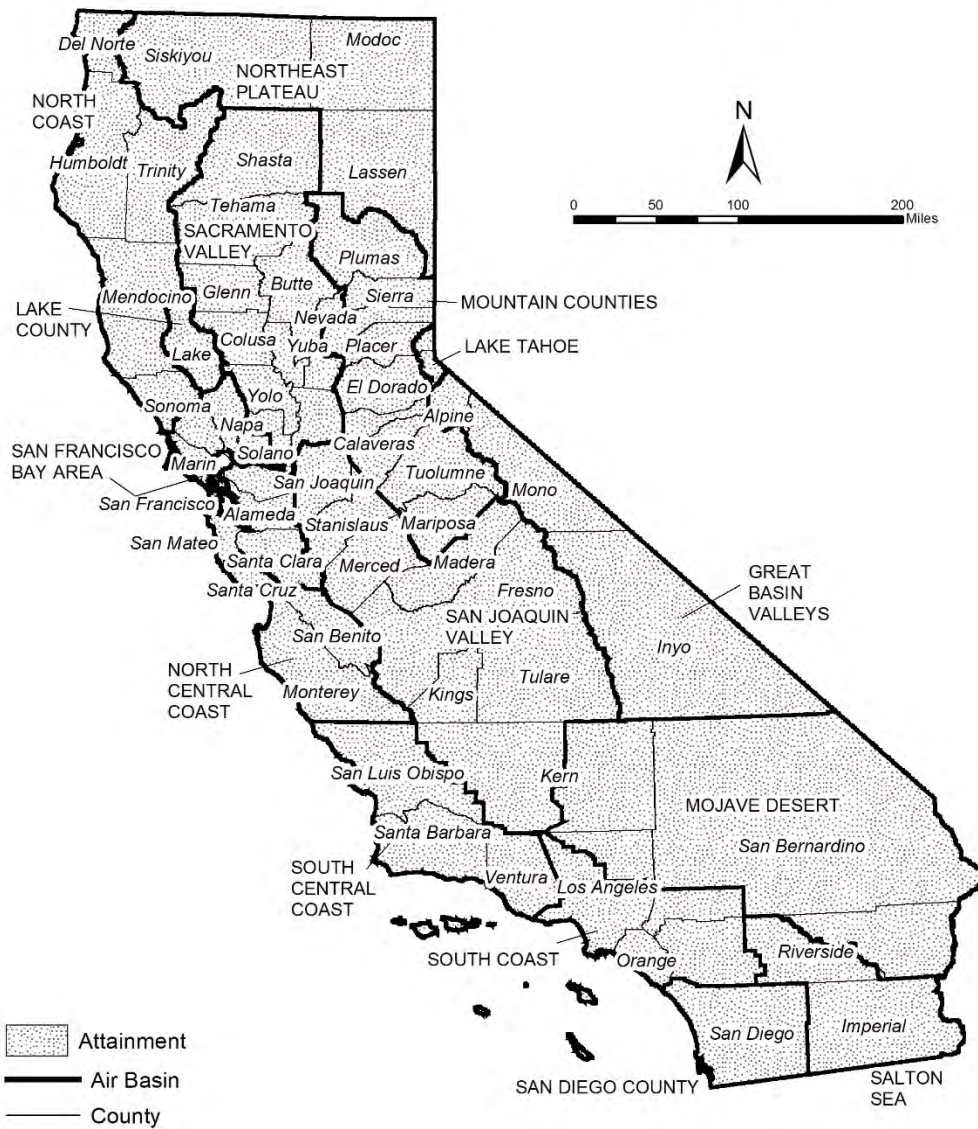 Del Norte
Siskiyou
Modoc
NORTHEAST
PLATEAU
NORTH
COAST
N
Humboldt
Trinity
Shasta
Lassen
Tehama
0 50 100 200
Miles
SACRAMENTO
VALLEY
Plumas
Mendocino
Glenn
Butte
Sierra
MOUNTAIN COUNTIES
LAKE
COUNTY
Nevada
Colusa
Yuba
Placer
LAKE TAHOE
Lake
El Dorado
Yolo
Sonoma
Napa
Alpine
Solano
Calaveras
SAN FRANCISCO
BAY AREA
Marin
San Joaquin
Tuolumne
Mono
San Francisco
Alameda
Stanislaus
Mariposa
San Mateo
Santa Clara
Merced
Madera
Santa Cruz
Fresno
GREAT
BASIN
VALLEYS
San Benito
SAN JOAQUIN
VALLEY
Inyo
NORTH
CENTRAL
COAST
Monterey
Kings
Tulare
San Luis Obispo
Kern
MOJAVE DESERT
Santa Barbara
San Bernardino
SOUTH
CENTRAL
COAST
Ventura
Los Angeles
SOUTH COAST
Orange
Riverside
San Diego
Imperial
SAN DIEGO COUNTY
SALTON
SEA
Attainment
Air Basin
County